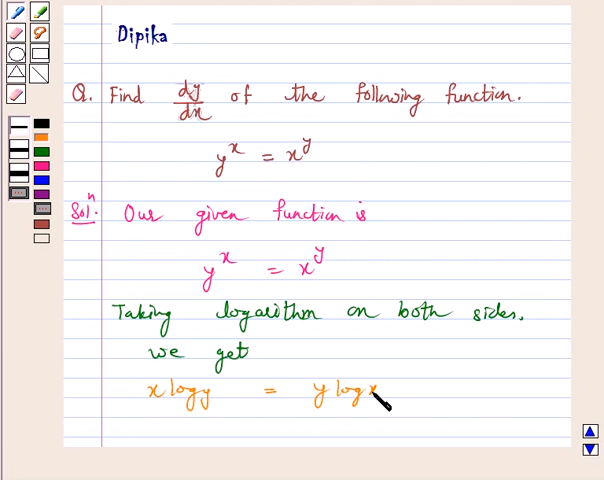 Dipika
Q. Find dy/dx of the following function.
y^x = x^y
Sol^n. Our given function is
y^x = x^y
Taking logarithm on both sides,
we get
x log y = y log x